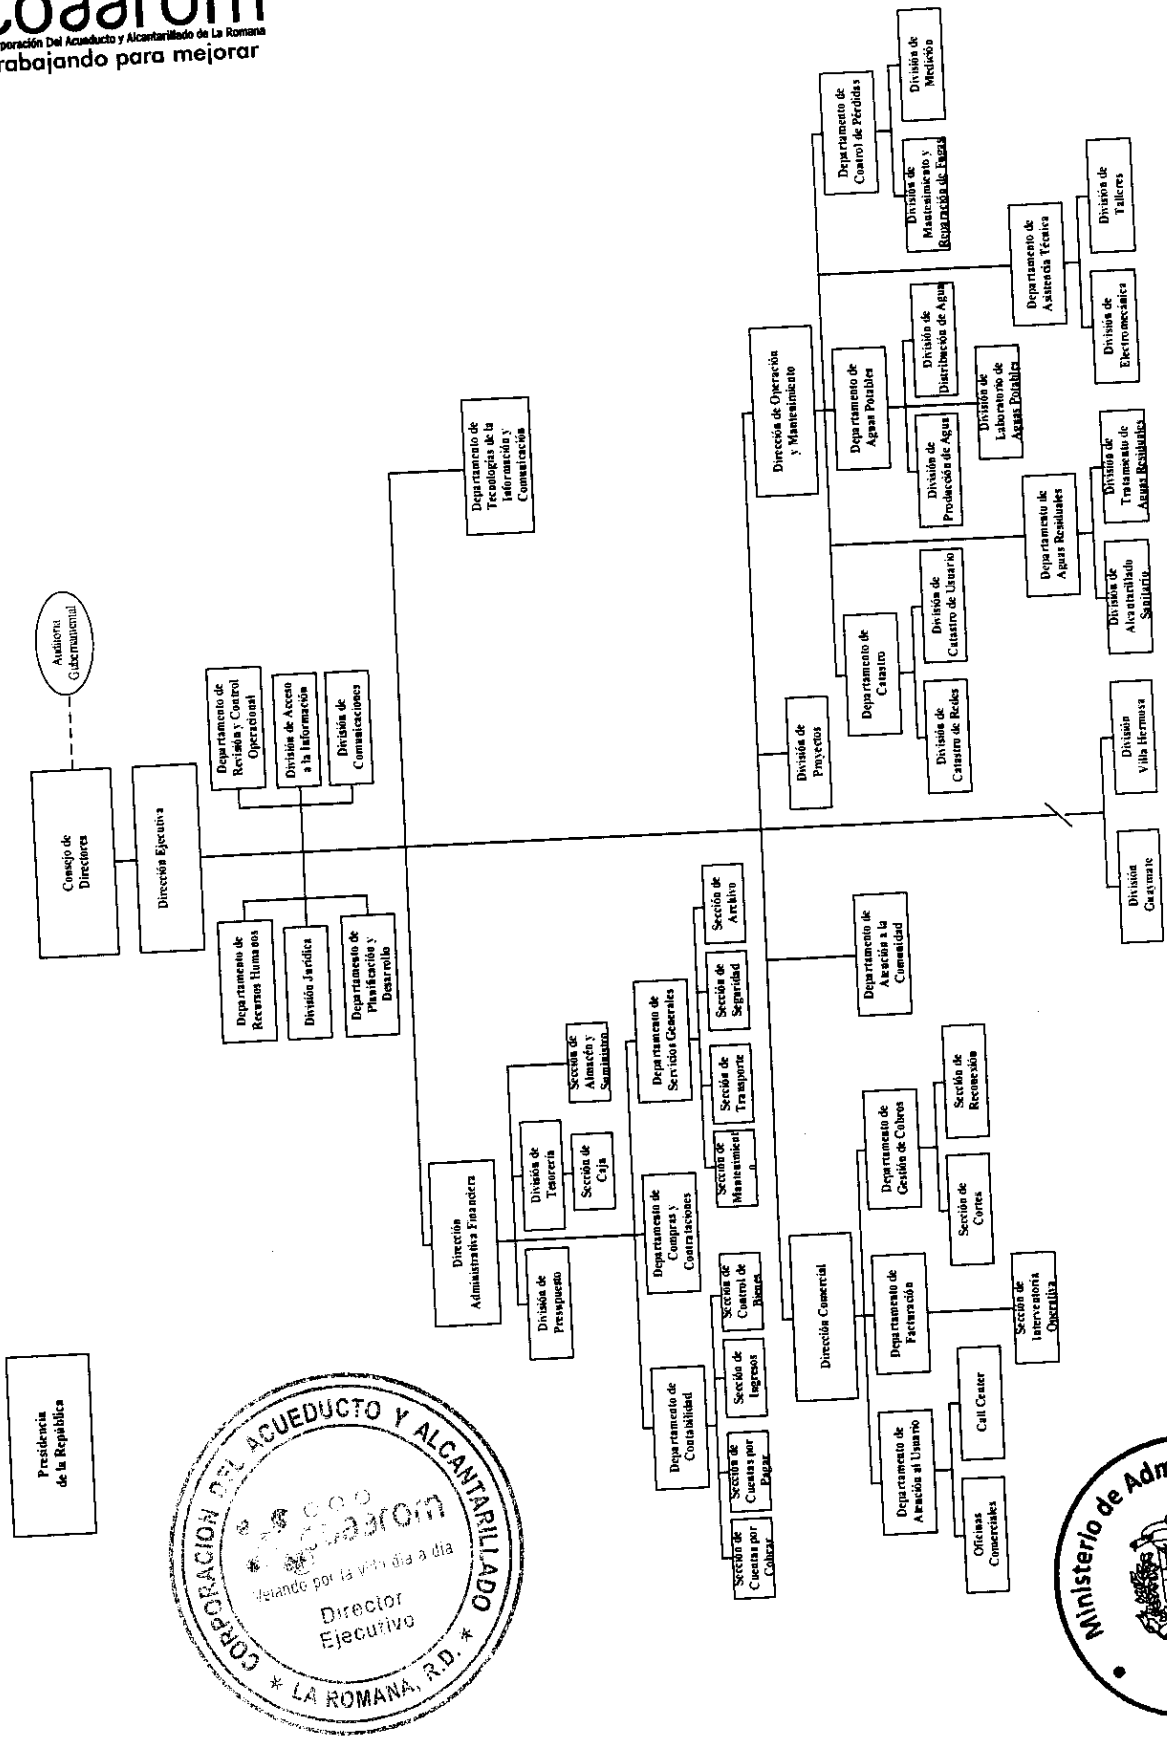 coaarom
poración Del Acueducto y Alcantarillado de La Romana
rabajando para mejorar
Presidencia
de la República
Consejo de
Directores
Auditoria
Gubernamental
Dirección Ejecutiva
Departamento de
Recursos Humanos
División Jurídica
Departamento de
Planificación y
Desarrollo
Departamento de
Revisión y Control
Operacional
División de Acceso
a la Información
División de
Comunicaciones
Dirección
Administrativa Financiera
Departamento de
Tecnologías de la
Información y
Comunicación
División de
Presupuesto
División de
Tesorería
Sección de
Caja
Sección de
Almacén y
Suministro
Departamento de
Contabilidad
Departamento de
Compras y
Contrataciones
Departamento de
Servicios Generales
Sección de
Cuentas por
Cobrar
Sección de
Cuentas por
Pagar
Sección de
Ingresos
Sección de
Control de
Bienes
Sección de
Mantenimient
o
Sección de
Transporte
Sección de
Seguridad
Sección de
Archivo
Dirección Comercial
División de
Proyectos
Dirección de Operación
y Mantenimiento
Departamento de
Atención al Usuario
Departamento de
Facturación
Departamento de
Gestión de Cobros
Departamento de
Atención a la
Comunidad
Oficinas
Comerciales
Call Center
Sección de
Interventoría
Operativa
Sección de
Cortes
Sección de
Reconexión
Departamento de
Catastro
Departamento de
Aguas Potables
Departamento de
Control de Pérdidas
División de
Catastro de Redes
División de
Catastro de Usuario
División de
Producción de Agua
División de
Distribución de Agua
División de
Laboratorio de
Aguas Potables
División de
Mantenimiento y
Reparación de Fugas
División de
Medición
Departamento de
Aguas Residuales
Departamento de
Asistencia Técnica
División de
Alcantarillado
Sanitario
División de
Tratamiento de
Aguas Residuales
División de
Electromecánica
División de
Talleres
División
Guaymate
División
Villa Hermosa
CORPORACION DEL ACUEDUCTO Y ALCANTARILLADO
coaarom
Velando por la vida día a día
Director
Ejecutivo
* LA ROMANA, R.D. *
Ministerio de Adm